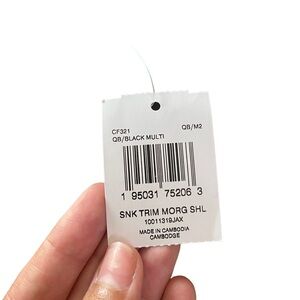 CF321 QB/M2
QB/BLACK MULTI
1 95031 75206 3
SNK TRIM MORG SHL
10011319JAX
MADE IN CAMBODIA
CAMBODGE